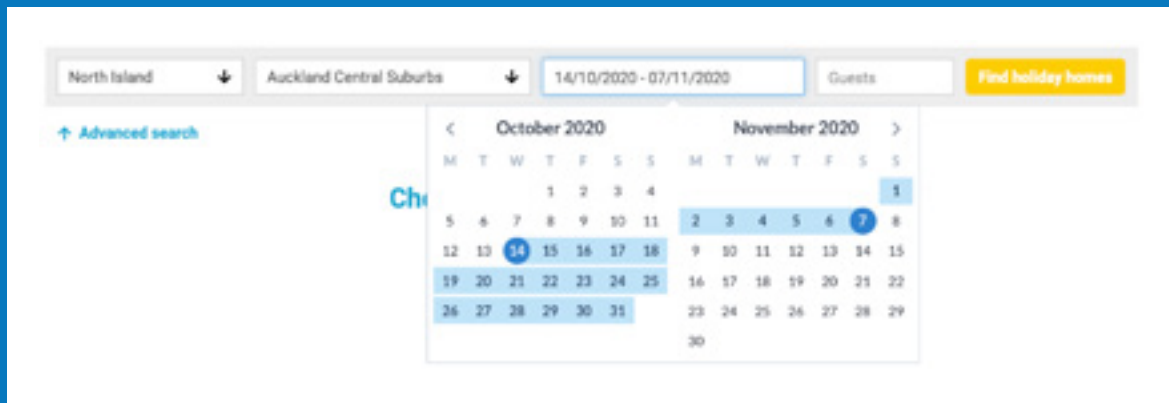 North Island
Auckland Central Suburbs
14/10/2020 - 07/11/2020
Guests
Find holiday homes
Advanced search
October 2020
M T W T F S S
1 2 3 4
5 6 7 8 9 10 11
12 13 14 15 16 17 18
19 20 21 22 23 24 25
26 27 28 29 30 31
November 2020
M T W T F S S
1
2 3 4 5 6 7 8
9 10 11 12 13 14 15
16 17 18 19 20 21 22
23 24 25 26 27 28 29
30